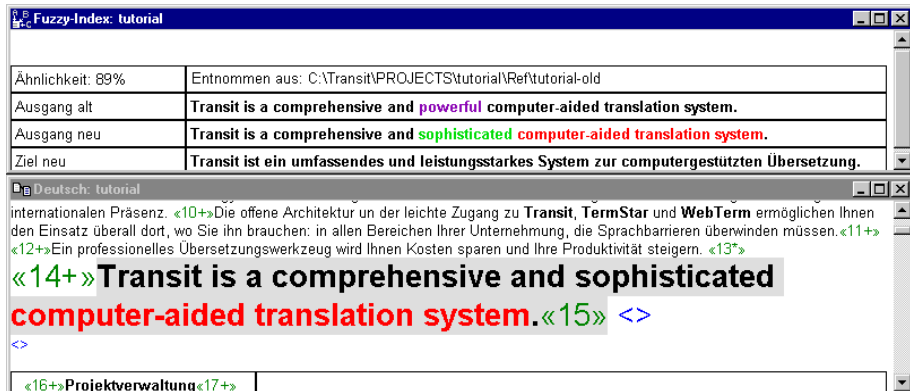 Fuzzy-Index: tutorial
Ähnlichkeit: 89% Entnommen aus: C:\Transit\PROJECTS\tutorial\Ref\tutorial-old
Ausgang alt Transit is a comprehensive and powerful computer-aided translation system.
Ausgang neu Transit is a comprehensive and sophisticated computer-aided translation system.
Ziel neu Transit ist ein umfassendes und leistungsstarkes System zur computergestützten Übersetzung.
Deutsch: tutorial
internationalen Präsenz. «10+»Die offene Architektur un der leichte Zugang zu Transit, TermStar und WebTerm ermöglichen Ihnen
den Einsatz überall dort, wo Sie ihn brauchen: in allen Bereichen Ihrer Unternehmung, die Sprachbarrieren überwinden müssen.«11+»
«12+»Ein professionelles Übersetzungswerkzeug wird Ihnen Kosten sparen und Ihre Produktivität steigern. «13*»
«14+»Transit is a comprehensive and sophisticated
computer-aided translation system.«15» <>
<>
«16+»Projektverwaltung«17+»